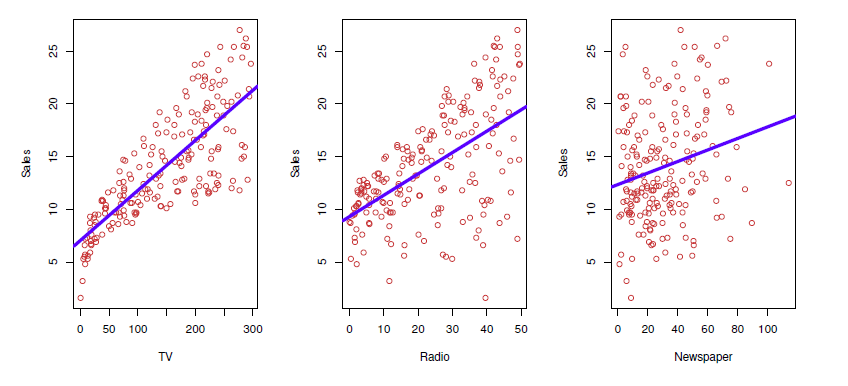 Sales
5 10 15 20 25
0 50 100 200 300
TV
Sales
5 10 15 20 25
0 10 20 30 40 50
Radio
Sales
5 10 15 20 25
0 20 40 60 80 100
Newspaper